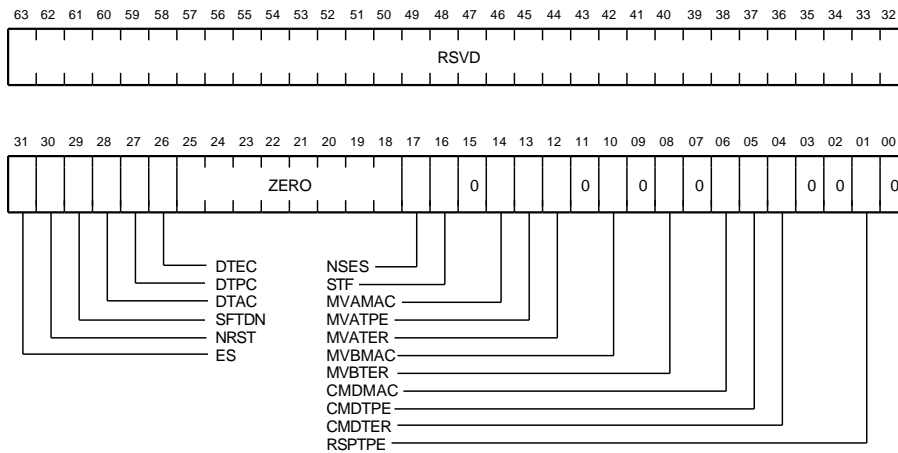 63 62 61 60 59 58 57 56 55 54 53 52 51 50 49 48 47 46 45 44 43 42 41 40 39 38 37 36 35 34 33 32
RSVD
31 30 29 28 27 26 25 24 23 22 21 20 19 18 17 16 15 14 13 12 11 10 09 08 07 06 05 04 03 02 01 00
ZERO 0 0 0 0 0 0 0
DTEC NSES
DTPC STF
DTAC MVAMAC
SFTDN MVATPE
NRST MVATER
ES MVBMAC
MVBTER
CMDMAC
CMDTPE
CMDTER
RSPTPE